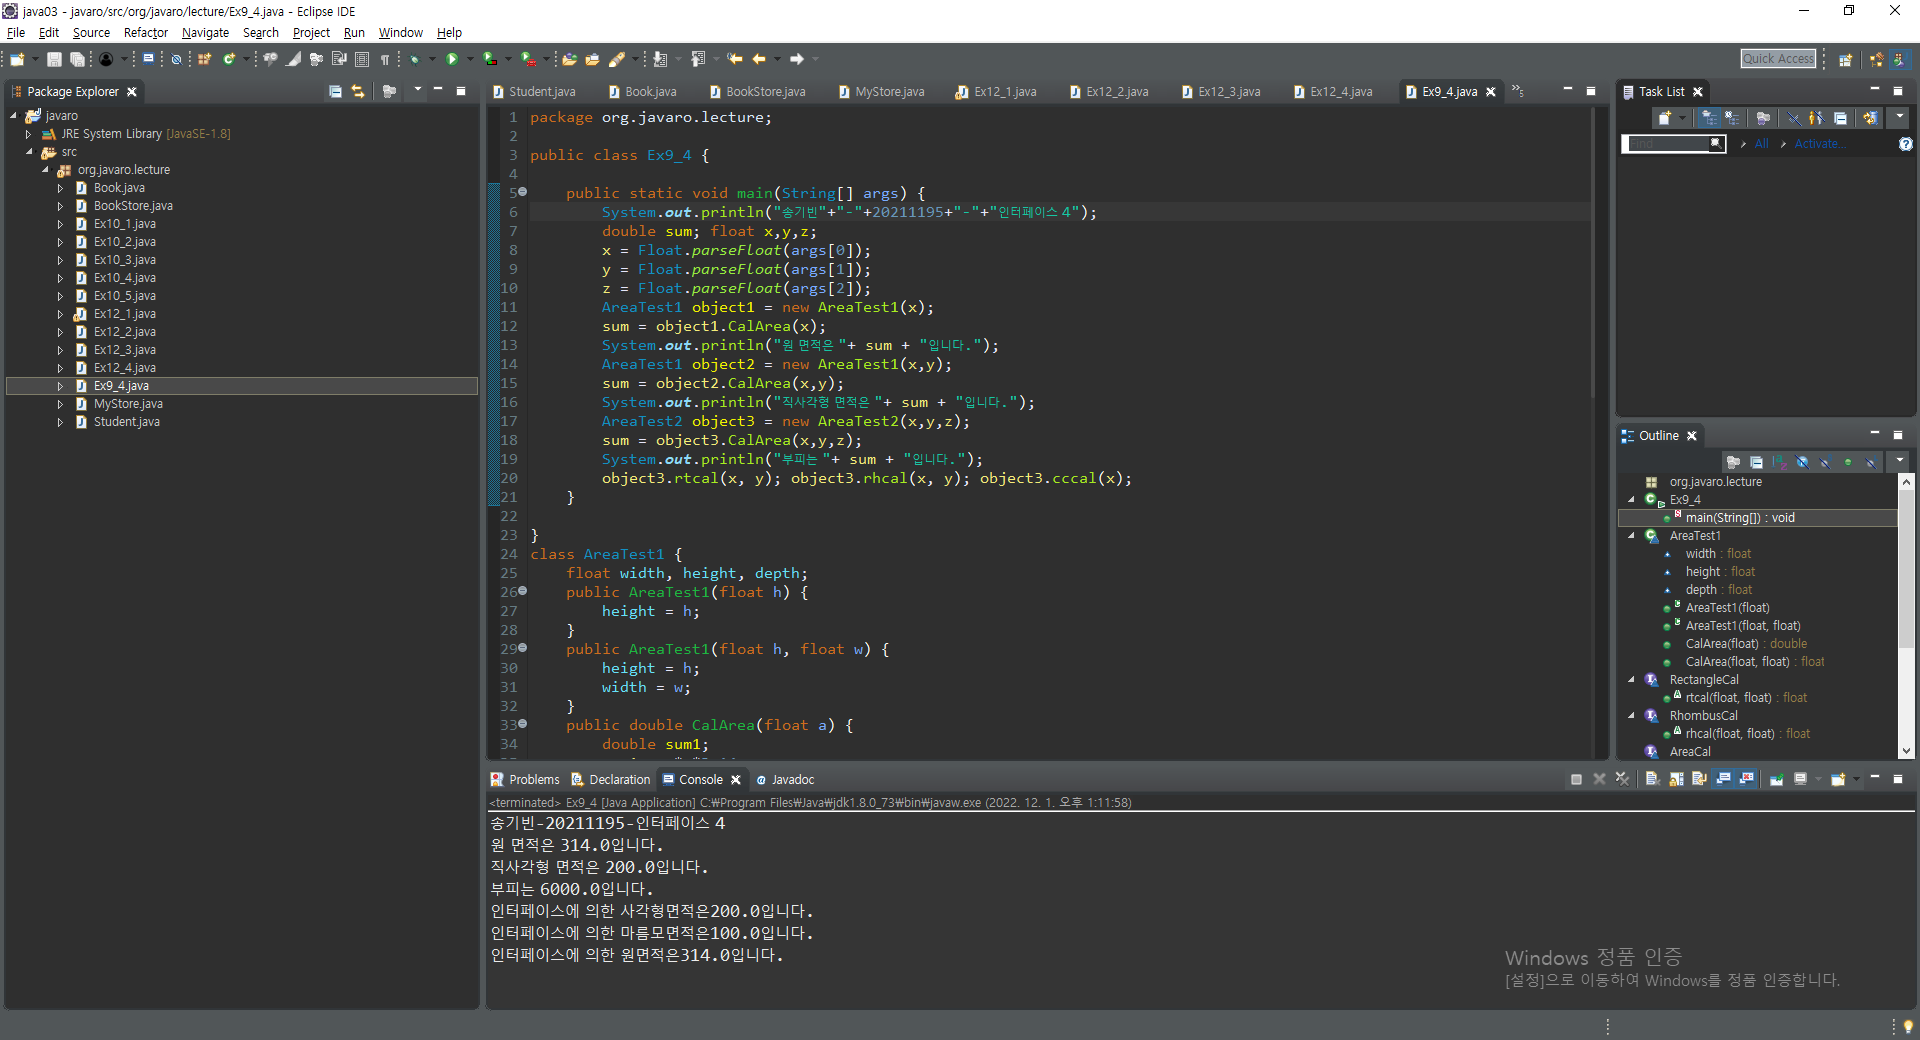 java03 - javaro/src/org/javaro/lecture/Ex9_4.java - Eclipse IDE
File Edit Source Refactor Navigate Search Project Run Window Help
Quick Access
Package Explorer
javaro
JRE System Library [JavaSE-1.8]
src
org.javaro.lecture
Book.java
BookStore.java
Ex10_1.java
Ex10_2.java
Ex10_3.java
Ex10_4.java
Ex10_5.java
Ex12_1.java
Ex12_2.java
Ex12_3.java
Ex12_4.java
Ex9_4.java
MyStore.java
Student.java
Student.java Book.java BookStore.java MyStore.java Ex12_1.java Ex12_2.java Ex12_3.java Ex12_4.java Ex9_4.java »5
1 package org.javaro.lecture;
2
3 public class Ex9_4 {
4
5 public static void main(String[] args) {
6 System.out.println("송기빈"+"-"+20211195+"-"+"인터페이스 4");
7 double sum; float x,y,z;
8 x = Float.parseFloat(args[0]);
9 y = Float.parseFloat(args[1]);
10 z = Float.parseFloat(args[2]);
11 AreaTest1 object1 = new AreaTest1(x);
12 sum = object1.CalArea(x);
13 System.out.println("원 면적은 "+ sum + "입니다.");
14 AreaTest1 object2 = new AreaTest1(x,y);
15 sum = object2.CalArea(x,y);
16 System.out.println("직사각형 면적은 "+ sum + "입니다.");
17 AreaTest2 object3 = new AreaTest2(x,y,z);
18 sum = object3.CalArea(x,y,z);
19 System.out.println("부피는 "+ sum + "입니다.");
20 object3.rtcal(x, y); object3.rhcal(x, y); object3.cccal(x);
21 }
22
23 }
24 class AreaTest1 {
25 float width, height, depth;
26 public AreaTest1(float h) {
27 height = h;
28 }
29 public AreaTest1(float h, float w) {
30 height = h;
31 width = w;
32 }
33 public double CalArea(float a) {
34 double sum1;
Task List
Find
All
Activate...
Outline
org.javaro.lecture
Ex9_4
main(String[]) : void
AreaTest1
width : float
height : float
depth : float
AreaTest1(float)
AreaTest1(float, float)
CalArea(float) : double
CalArea(float, float) : float
RectangleCal
rtcal(float, float) : float
RhombusCal
rhcal(float, float) : float
AreaCal
Problems Declaration Console Javadoc
<terminated> Ex9_4 [Java Application] C:₩Program Files₩Java₩jdk1.8.0_73₩bin₩javaw.exe (2022. 12. 1. 오후 1:11:58)
송기빈-20211195-인터페이스 4
원 면적은 314.0입니다.
직사각형 면적은 200.0입니다.
부피는 6000.0입니다.
인터페이스에 의한 사각형면적은200.0입니다.
인터페이스에 의한 마름모면적은100.0입니다.
인터페이스에 의한 원면적은314.0입니다.
Windows 정품 인증
[설정]으로 이동하여 Windows를 정품 인증합니다.